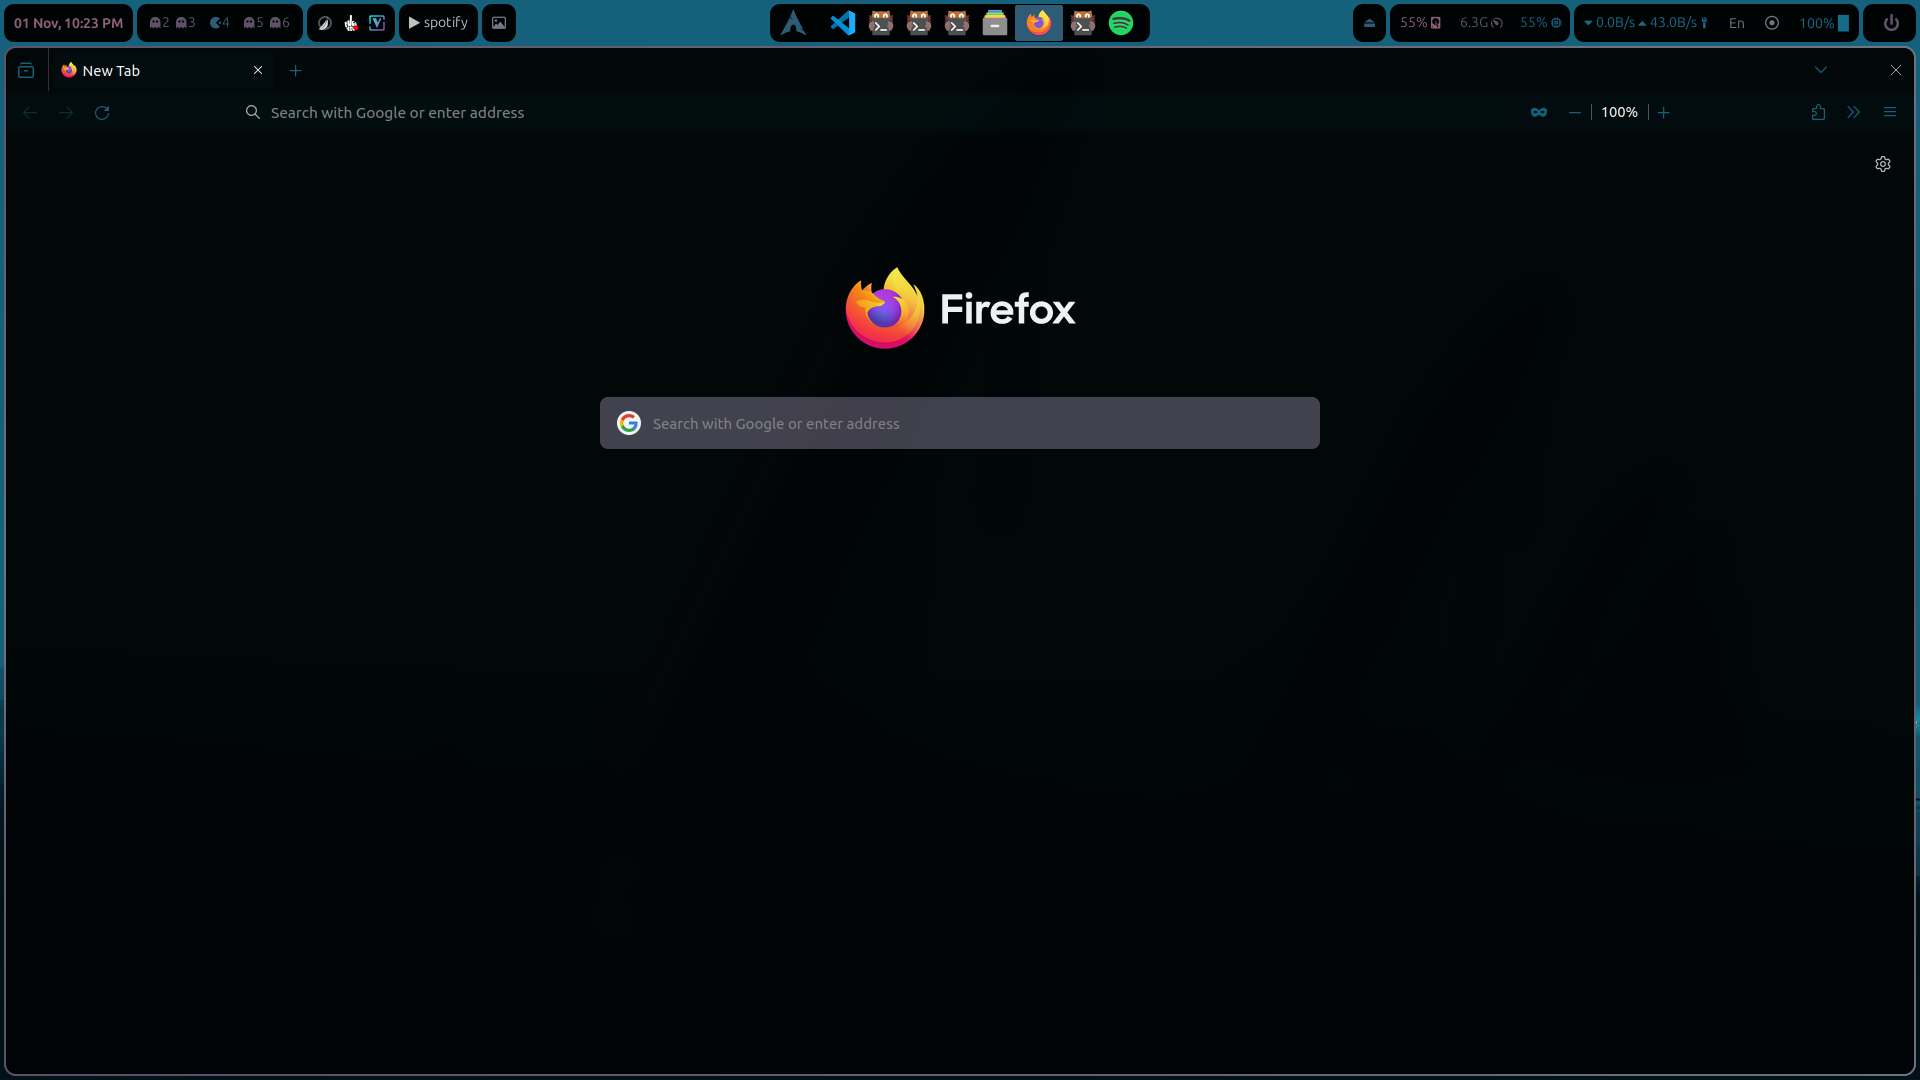 01 Nov, 10:23 PM 2 3 4 5 6 spotify 55% 6.3G 55% 0.0B/s 43.0B/s En 100%
New Tab
Search with Google or enter address 100%
Firefox
Search with Google or enter address